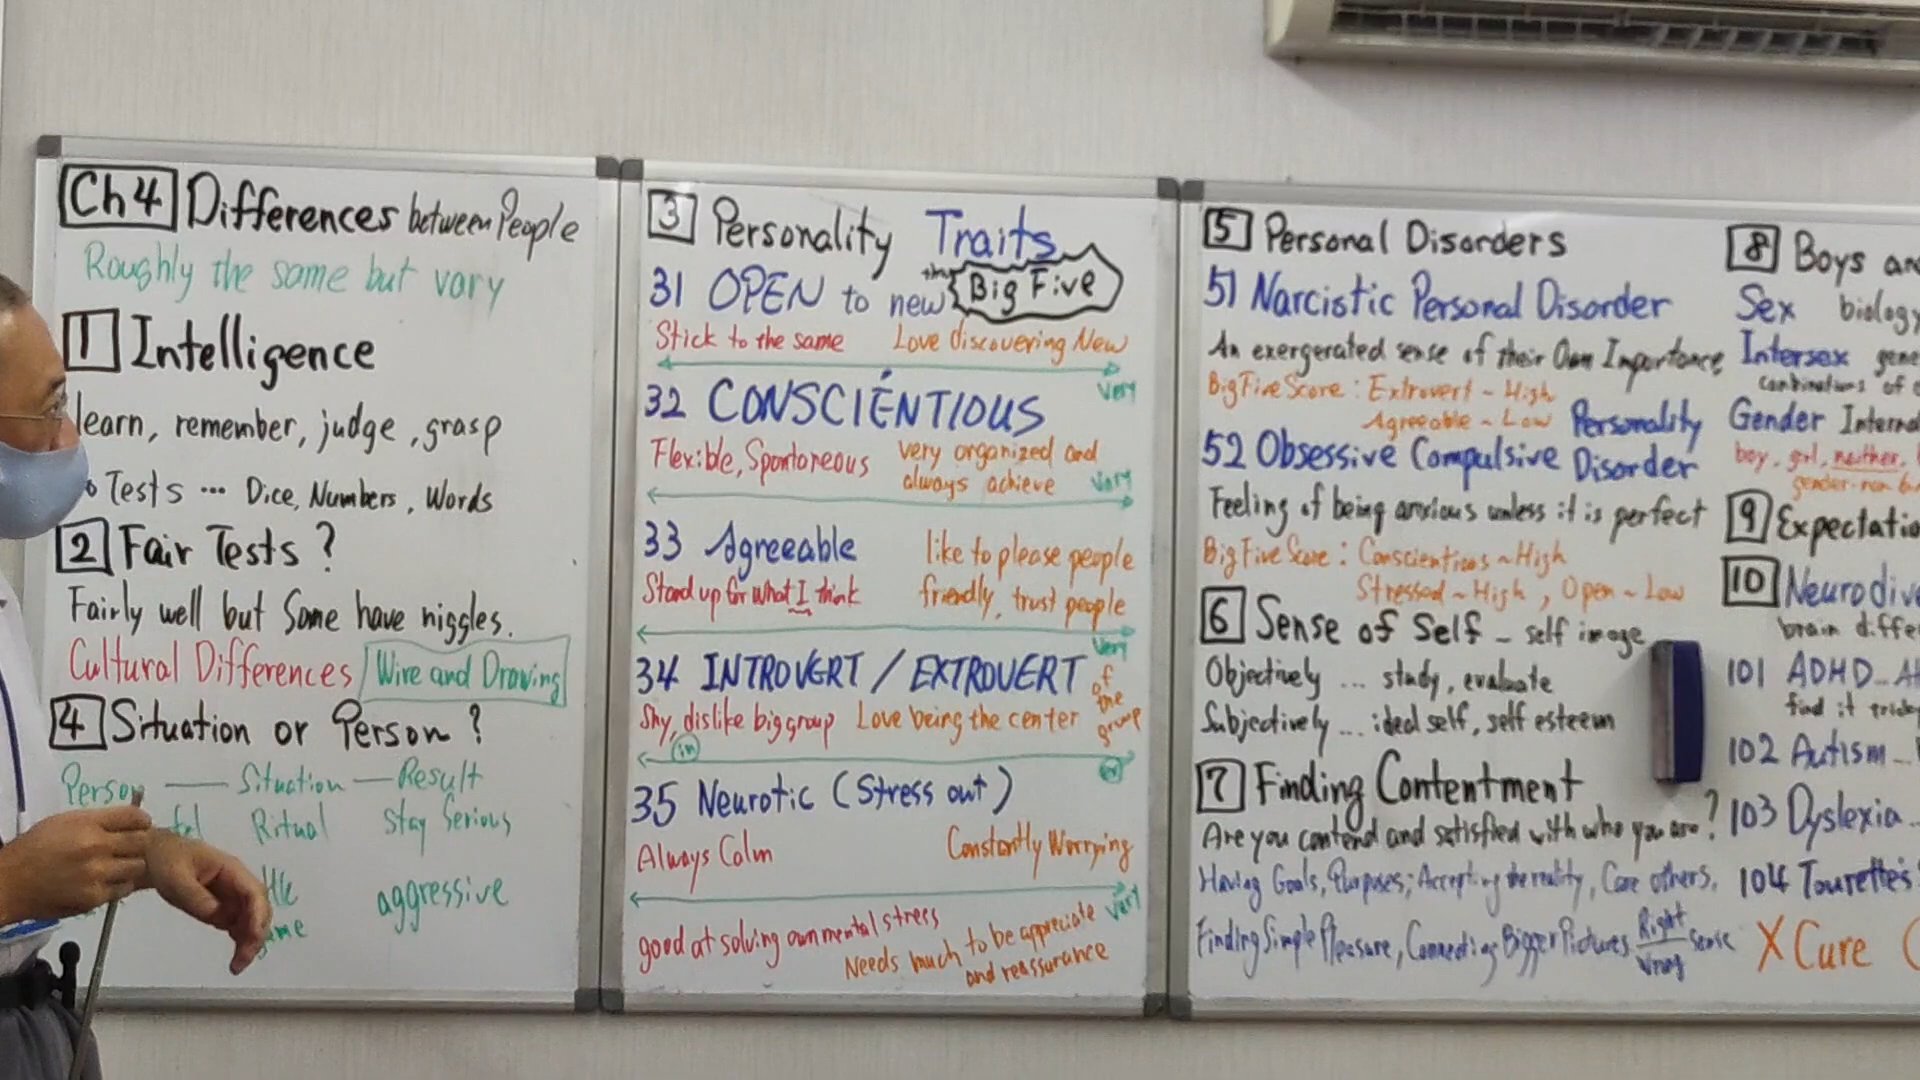 Ch4 Differences between People
Roughly the same but vary
1 Intelligence
learn, remember, judge, grasp
Tests ... Dice, Numbers, Words
2 Fair Tests ?
Fairly well but Some have niggles.
Cultural Differences / Wire and Drawing
4 Situation or Person ?
Person — Situation — Result
Ritual Stay Serious
aggressive
3 Personality Traits
the Big Five
31 OPEN to new
Stick to the same Love discovering New
Very
32 CONSCIÉNTIOUS
Flexible, Spontoneous very organized and
always achieve Very
33 Agreeable like to please people
Stand up for what I think friendly, trust people
Very
34 INTROVERT / EXTROVERT
Shy, dislike big group Love being the center of the group
in
35 Neurotic (Stress out)
Always Calm Constantly Worrying
Very
good at solving own mental stress
Needs much to be appreciate
and reassurance
5 Personal Disorders
51 Narcistic Personal Disorder
An exergerated sense of their Own Importance
Big Five Score : Extrovert ~ High
Agreeable ~ Low
52 Obsessive Compulsive Personality Disorder
Feeling of being anxious unless it is perfect
Big Five Score : Conscientious ~ High
Stressed ~ High , Open ~ Low
6 Sense of Self - self image
Objectively ... study, evaluate
Subjectively ... ideal self, self esteem
7 Finding Contentment
Are you contend and satisfied with who you are ?
Having Goals, Purposes; Accepting the reality, Care others,
Finding Simple Pleasure, Connecting Bigger Pictures, Right sense
8 Boys
Sex biology
Intersex
combinations of
Gender
boy, girl, neither,
9
10
101 ADHD
find it
102 Autism
103 Dyslexia
104 Tourette's
X Cure